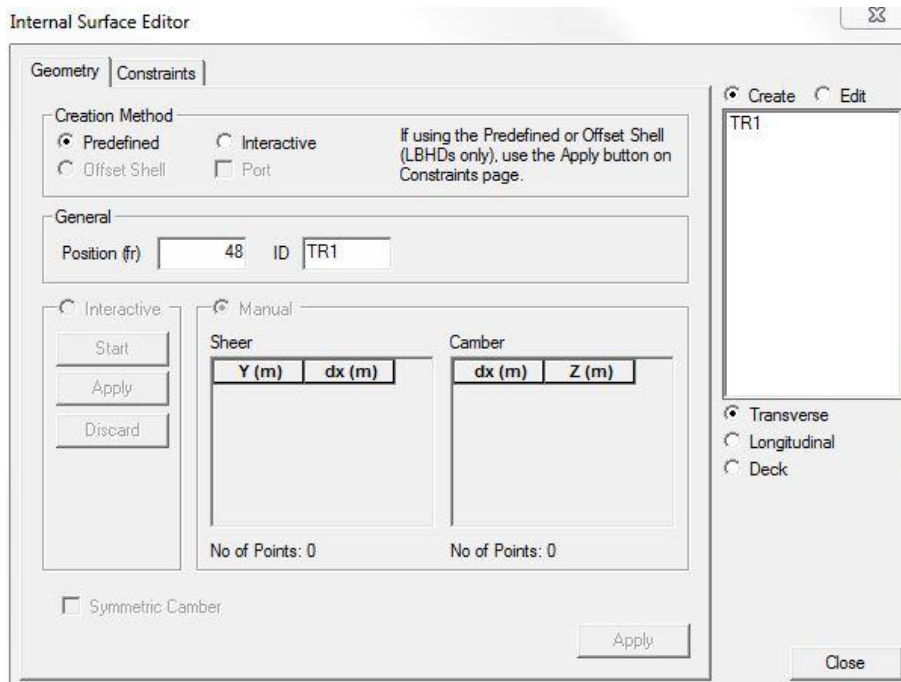 Internal Surface Editor
Geometry Constraints
Creation Method
Predefined Interactive
Offset Shell Port
If using the Predefined or Offset Shell
(LBHDs only), use the Apply button on
Constraints page.
General
Position (fr) 48 ID TR1
Interactive
Start
Apply
Discard
Manual
Sheer
Y (m) dx (m)
No of Points: 0
Camber
dx (m) Z (m)
No of Points: 0
Symmetric Camber
Apply
Create Edit
TR1
Transverse
Longitudinal
Deck
Close